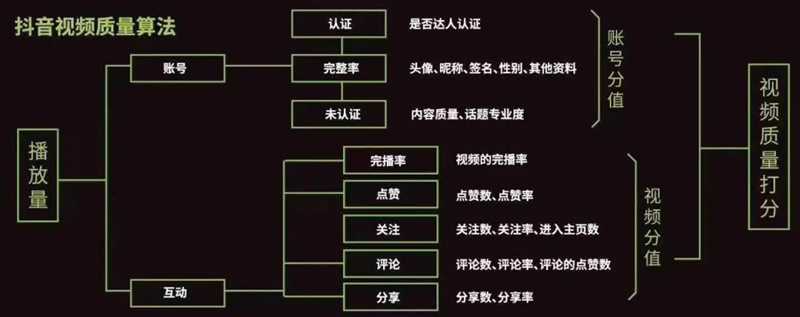 抖音视频质量算法
播放量
账号
认证
是否达人认证
完整率
头像、昵称、签名、性别、其他资料
未认证
内容质量、话题专业度
账号分值
互动
完播率
视频的完播率
点赞
点赞数、点赞率
关注
关注数、关注率、进入主页数
评论
评论数、评论率、评论的点赞数
分享
分享数、分享率
视频分值
视频质量打分